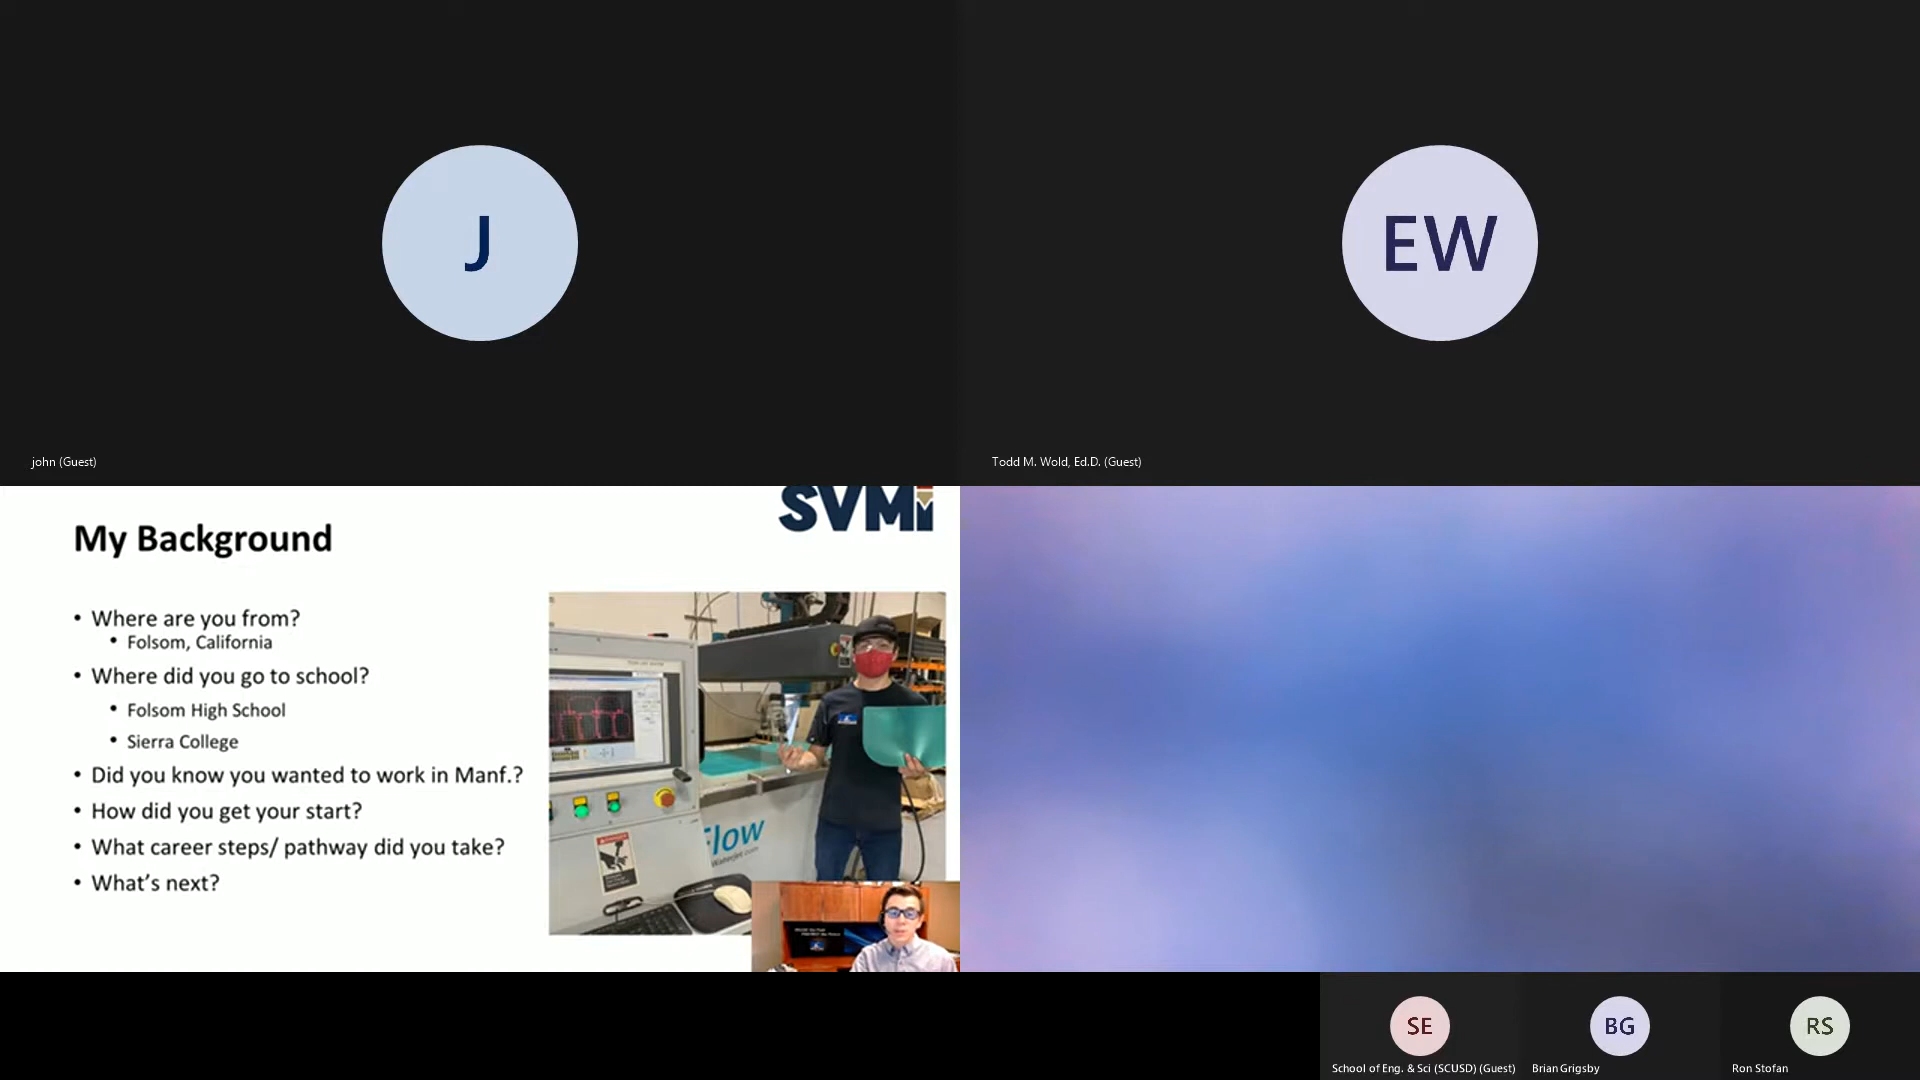 J
EW
john (Guest)
Todd M. Wold, Ed.D. (Guest)
SVMi
My Background
• Where are you from?
• Folsom, California
• Where did you go to school?
• Folsom High School
• Sierra College
• Did you know you wanted to work in Manf.?
• How did you get your start?
• What career steps/ pathway did you take?
• What's next?
Flow
Waterjet.com
SE
BG
RS
School of Eng. & Sci (SCUSD) (Guest)
Brian Grigsby
Ron Stofan